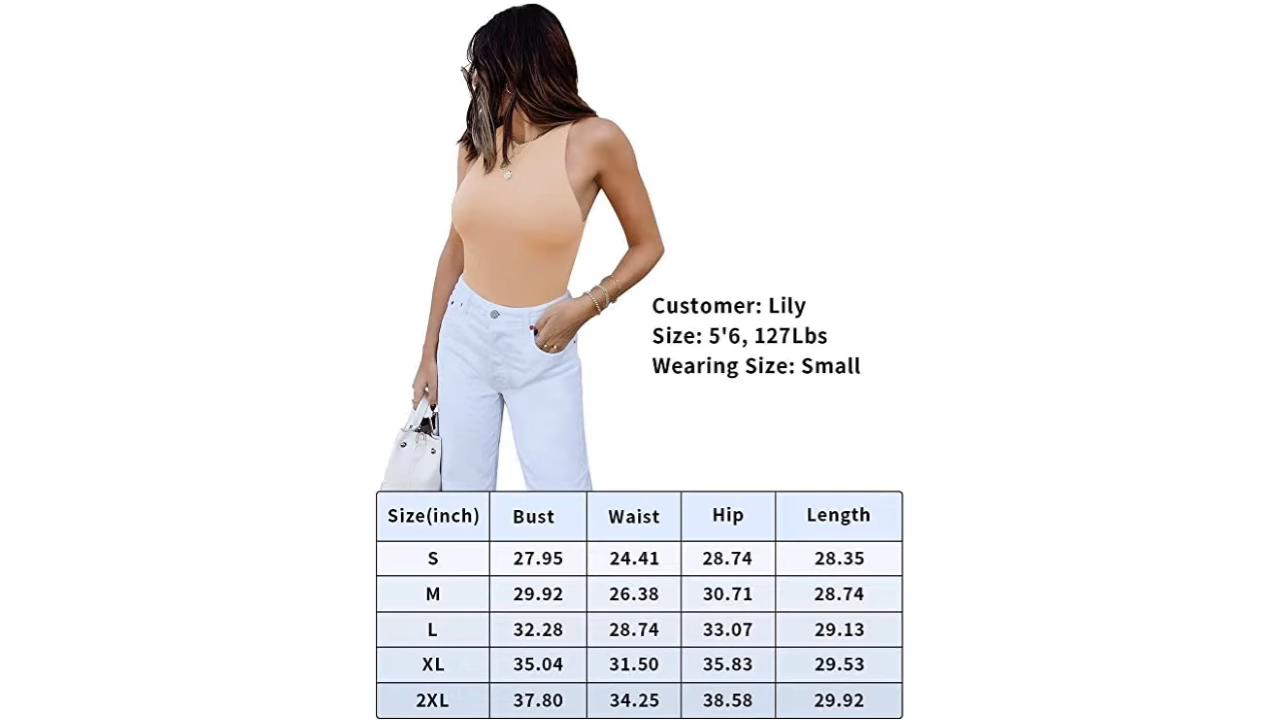 Customer: Lily
Size: 5'6, 127Lbs
Wearing Size: Small
Size(inch) Bust Waist Hip Length
S 27.95 24.41 28.74 28.35
M 29.92 26.38 30.71 28.74
L 32.28 28.74 33.07 29.13
XL 35.04 31.50 35.83 29.53
2XL 37.80 34.25 38.58 29.92